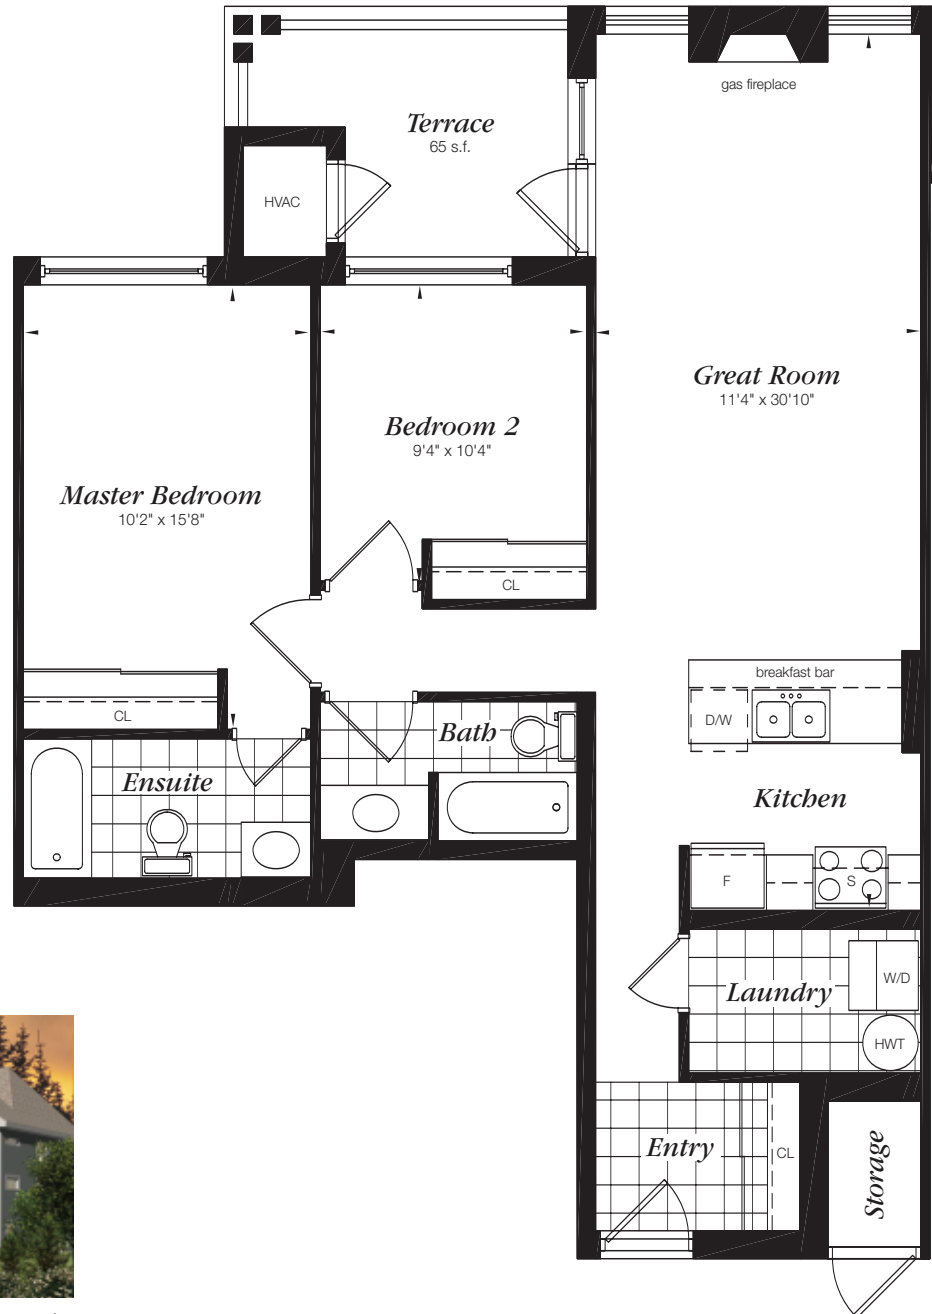 gas fireplace
Terrace
65 s.f.
HVAC
Great Room
11'4" x 30'10"
Bedroom 2
9'4" x 10'4"
Master Bedroom
10'2" x 15'8"
CL
breakfast bar
CL
D/W
Bath
Ensuite
Kitchen
F
S
Laundry
W/D
HWT
Entry
CL
Storage